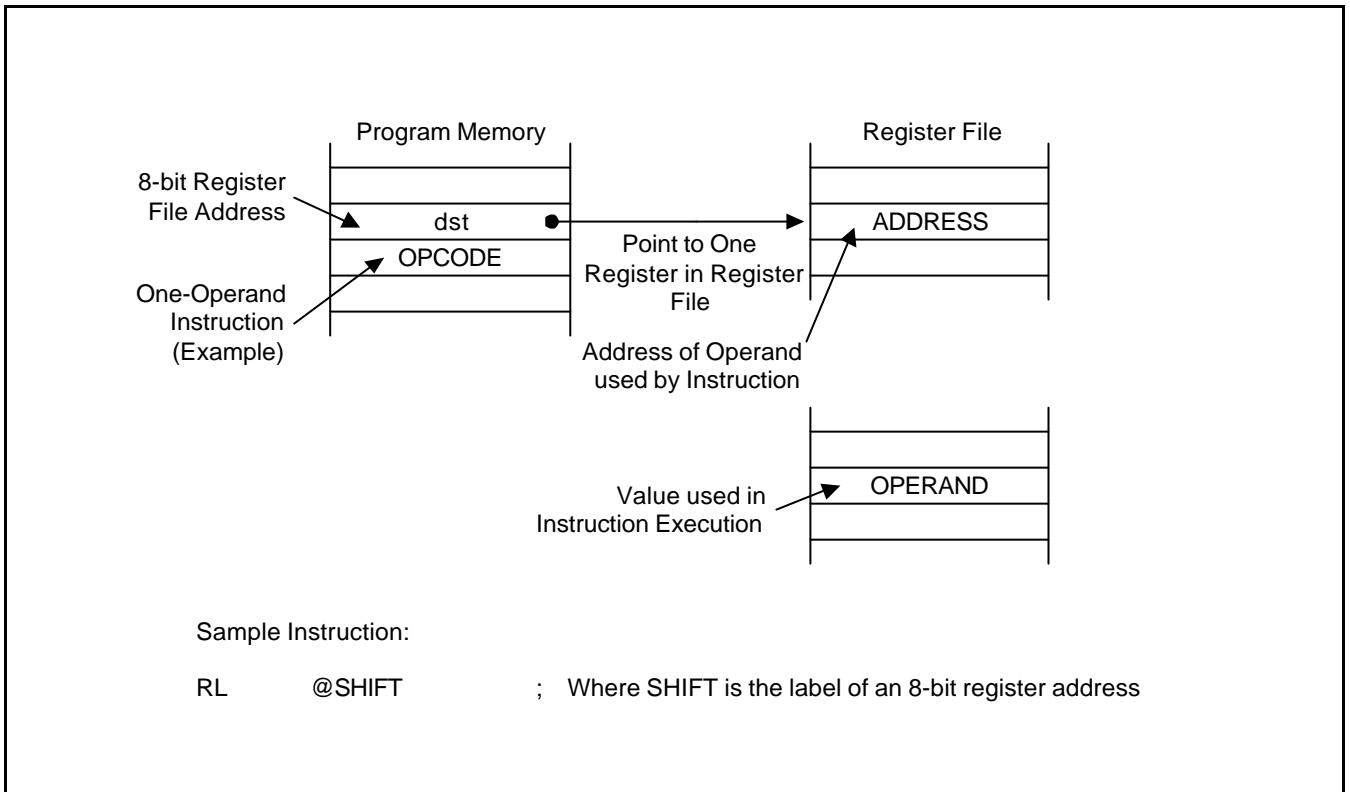 Program Memory
Register File
8-bit Register
File Address
dst
ADDRESS
OPCODE
Point to One
Register in Register
File
One-Operand
Instruction
(Example)
Address of Operand
used by Instruction
OPERAND
Value used in
Instruction Execution
Sample Instruction:
RL @SHIFT ; Where SHIFT is the label of an 8-bit register address